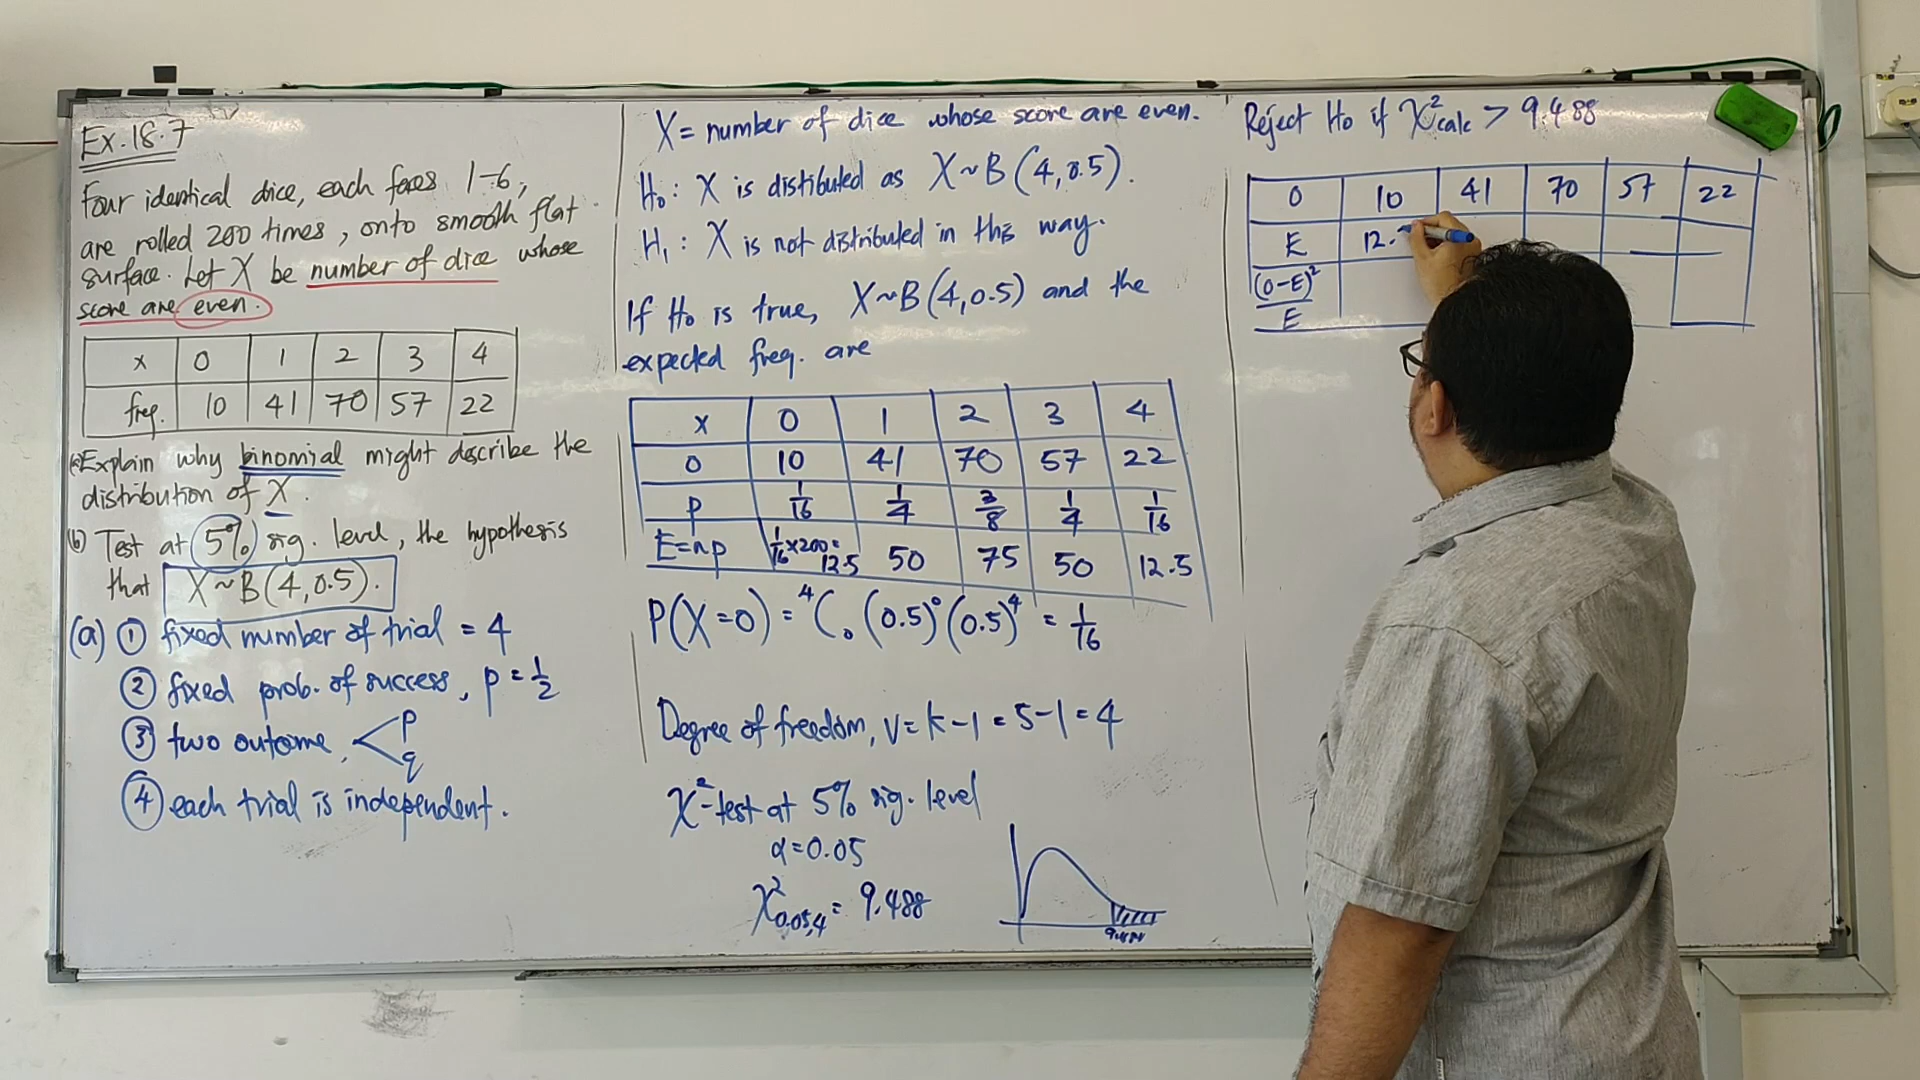 Ex. 18.7
Four identical dice, each faces 1-6,
are rolled 200 times, onto smooth flat
surface. Let X be number of dice whose
score are even.
x 0 1 2 3 4
freq. 10 41 70 57 22
(a) Explain why binomial might describe the
distribution of X.
(b) Test at 5% sig. level, the hypothesis
that X~B(4,0.5).
(a) ① fixed number of trial = 4
② fixed prob. of success, p = 1/2
③ two outcome, < p
q
④ each trial is independent.
X = number of dice whose score are even.
H₀: X is distibuted as X~B(4,0.5).
H₁: X is not distributed in this way.
If H₀ is true, X~B(4,0.5) and the
expected freq. are
x 0 1 2 3 4
O 10 41 70 57 22
P 1/16 1/4 3/8 1/4 1/16
E=np 1/16×200=12.5 50 75 50 12.5
P(X=0) = ⁴C₀ (0.5)⁰ (0.5)⁴ = 1/16
Degree of freedom, v = k-1 = 5-1 = 4
χ²-test at 5% sig. level
α=0.05
χ²0.05,4 = 9.488
9.488
Reject H₀ if χ²calc > 9.488
O 10 41 70 57 22
E 12.
(O-E)²/E